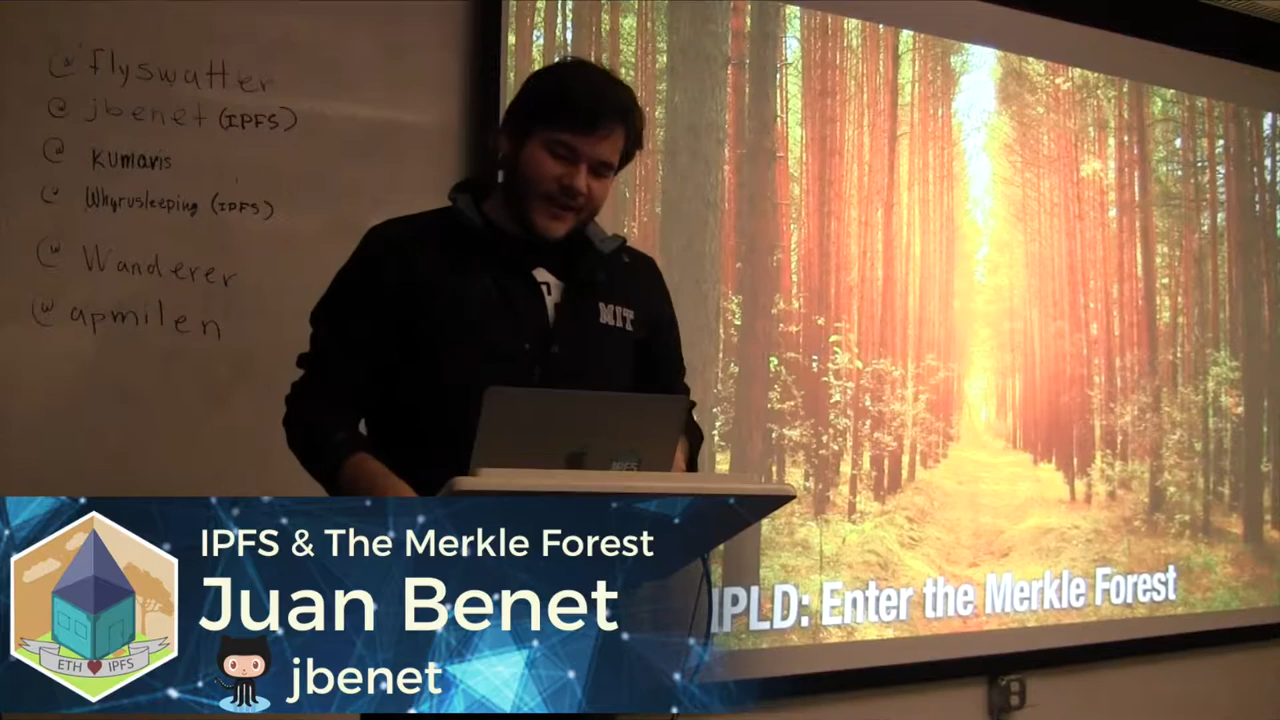 @flyswatter
@jbenet (IPFS)
@ kumavis
@ Whyrusleeping (IPFS)
@ Wanderer
@apmilen
MIT
IPFS
IPLD: Enter the Merkle Forest
IPFS & The Merkle Forest
Juan Benet
jbenet
ETH IPFS